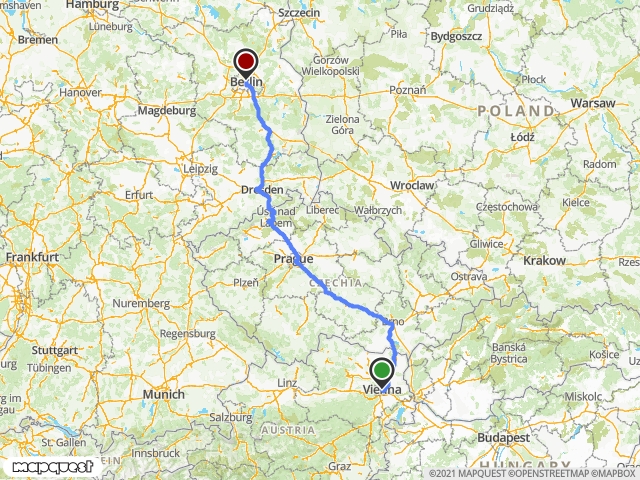 Hamburg
Szczecin
Grudziądz
Bremen
Lüneburg
Piła
Bydgoszcz
Gorzów
Wielkopolski
Berlin
Płock
Hanover
Poznań
Magdeburg
POLAND
Warsaw
Zielona
Góra
Łódź
Leipzig
Radom
Dresden
Wroclaw
Erfurt
Częstochowa
Kielce
Usti nad
Labem
Liberec
Wałbrzych
Gliwice
Frankfurt
Prague
Krakow
Plzeň
CZECHIA
Ostrava
Nuremberg
Brno
Regensburg
Banská
Bystrica
Košice
Stuttgart
Tübingen
Linz
Vienna
Munich
Miskolc
Budapest
St. Gallen
Innsbruck
AUSTRIA
Graz
HUNGARY
mapquest
©2021 MAPQUEST ©OPENSTREETMAP ©MAPBOX